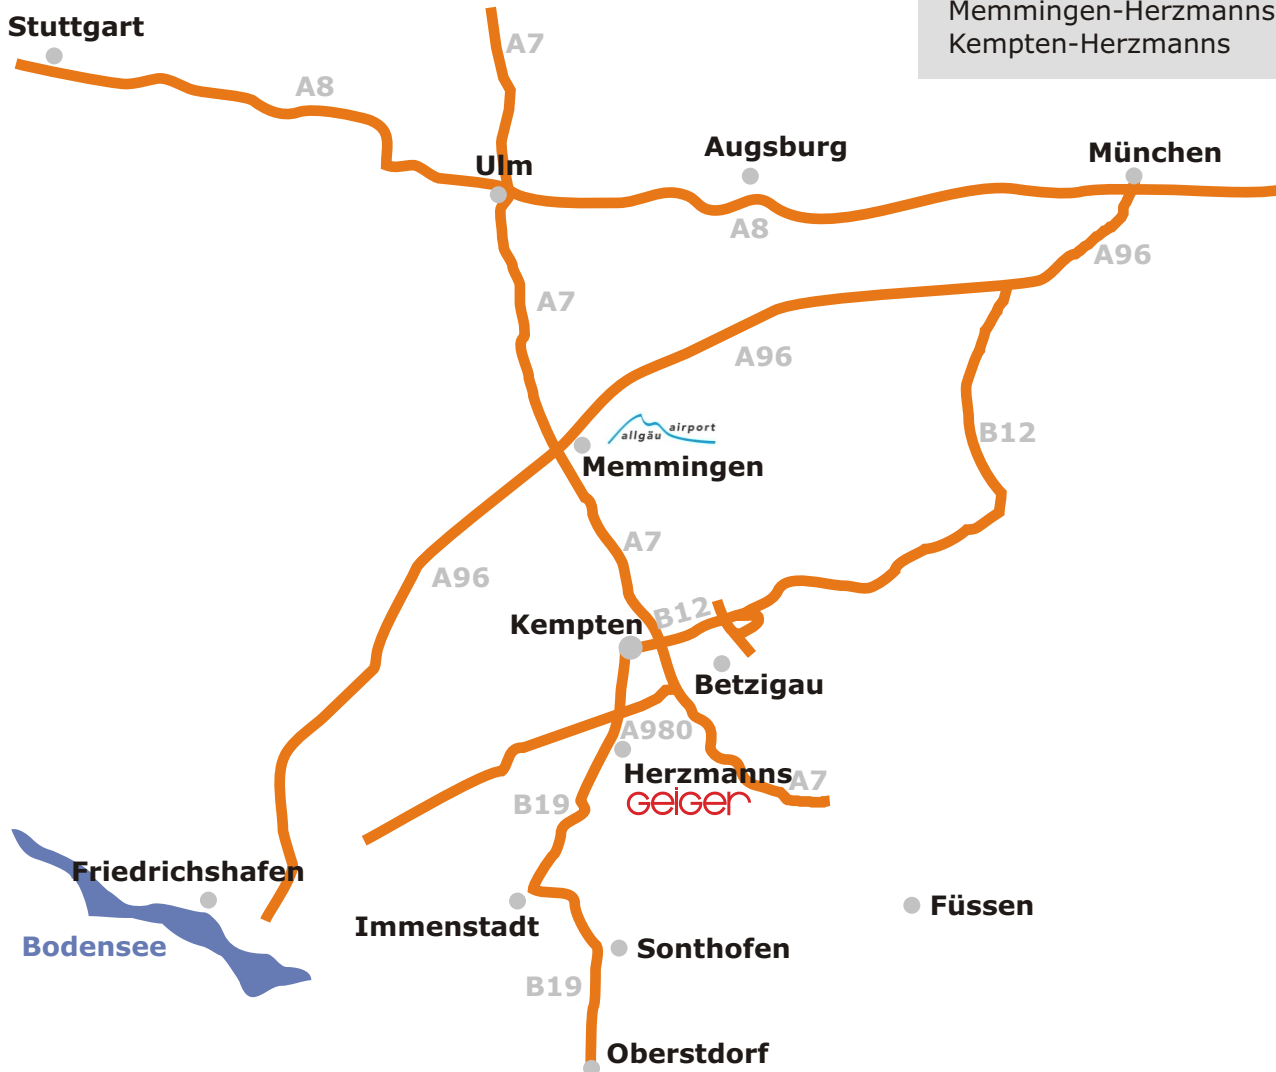 Memmingen-Herzmanns
Kempten-Herzmanns
Stuttgart
A7
A8
Ulm
Augsburg
München
A8
A96
A7
A96
allgäu airport
B12
Memmingen
A7
A96
B12
Kempten
Betzigau
A980
Herzmanns
GEIGER
A7
B19
Friedrichshafen
Füssen
Immenstadt
Bodensee
Sonthofen
B19
Oberstdorf